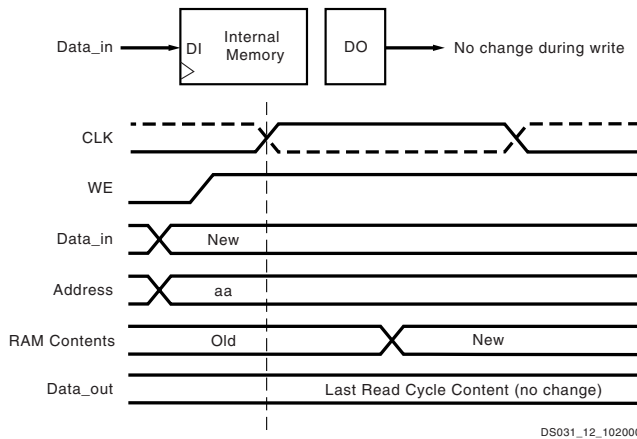 Data_in
DI
Internal
Memory
DO
No change during write
CLK
WE
Data_in
New
Address
aa
RAM Contents
Old
New
Data_out
Last Read Cycle Content (no change)